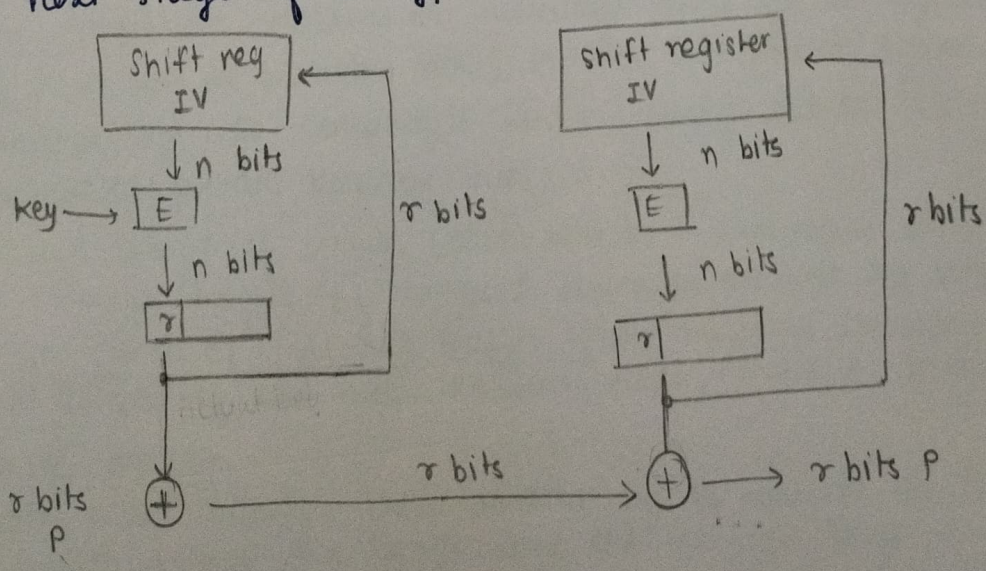 Shift reg
IV
n bits
key
E
r bits
n bits
r
r bits
P
r bits
shift register
IV
n bits
E
r bits
n bits
r
r bits P
....